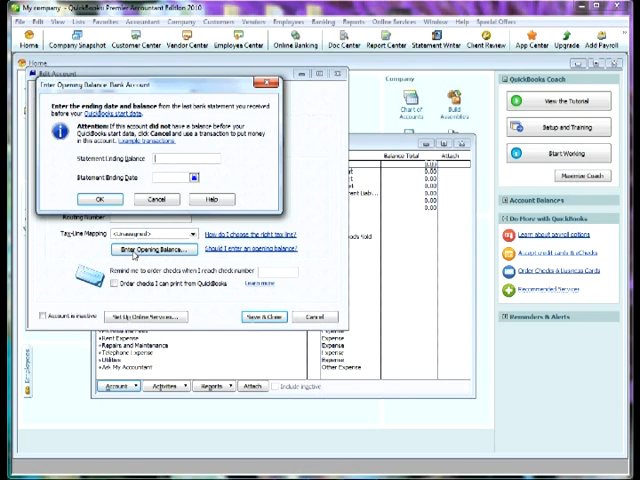 My company - QuickBooks Premier Accountant Edition 2010
File Edit View Lists Favorites Accountant Company Customers Vendors Employees Banking Reports Online Services Window Help Special Offers
Home Company Snapshot Customer Center Vendor Center Employee Center Online Banking Doc Center Report Center Statement Writer Client Review App Center Upgrade Add Payroll
Home
Edit Account
Enter Opening Balance: Bank Account
Enter the ending date and balance from the last bank statement you received
before your QuickBooks start date.
Attention: If this account did not have a balance before your
QuickBooks start date, click Cancel and use a transaction to put money
in this account. Example transactions.
Statement Ending Balance
Statement Ending Date
OK Cancel Help
Routing Number
Tax-Line Mapping <Unassigned> How do I choose the right tax line?
Enter Opening Balance... Should I enter an opening balance?
Remind me to order checks when I reach check number
Order checks I can print from QuickBooks Learn more
Account is inactive Set Up Online Services... Save & Close Cancel
Company
Chart of
Accounts
Build
Assemblies
Balance Total Attach
0.00
0.00
0.00
0.00
0.00
0.00
Rent Expense Expense
Repairs and Maintenance Expense
Telephone Expense Expense
Utilities Expense
Ask My Accountant Other Expense
Account Activities Reports Attach Include inactive
Employees
QuickBooks Coach
View the Tutorial
Setup and Training
Start Working
Maximize Coach
Account Balances
Do More with QuickBooks
Learn about payroll options
Accept credit cards & eChecks
Order Checks & Business Cards
Recommended Services
Reminders & Alerts